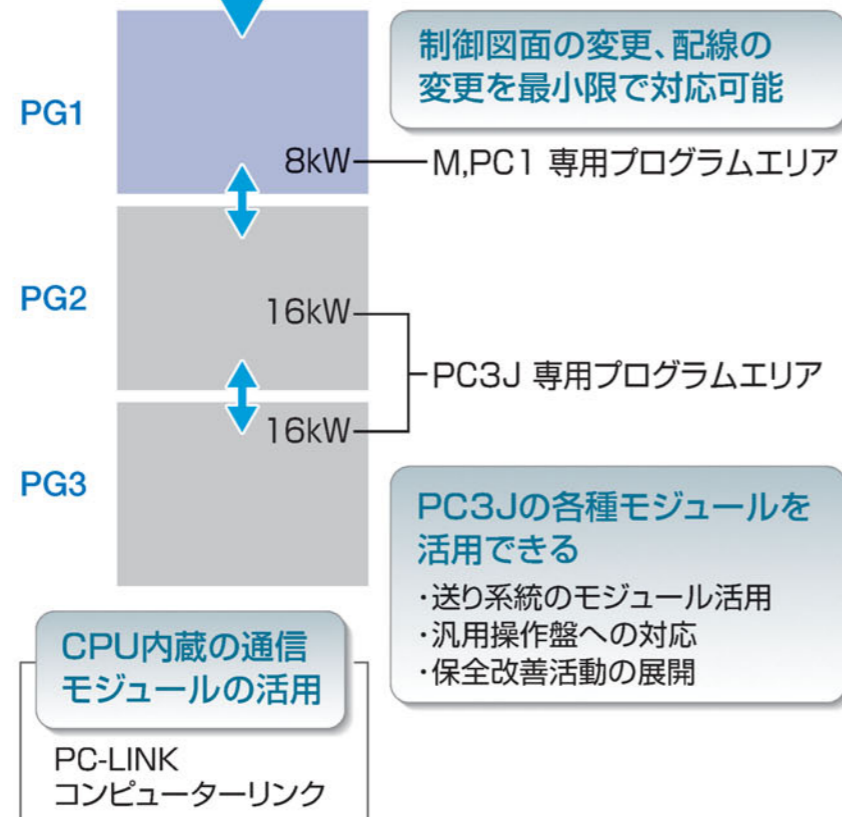 制御図面の変更、配線の
変更を最小限で対応可能
PG1
8kW
M,PC1 専用プログラムエリア
PG2
16kW
PC3J 専用プログラムエリア
16kW
PG3
PC3Jの各種モジュールを
活用できる
・送り系統のモジュール活用
・汎用操作盤への対応
・保全改善活動の展開
CPU内蔵の通信
モジュールの活用
PC-LINK
コンピューターリンク